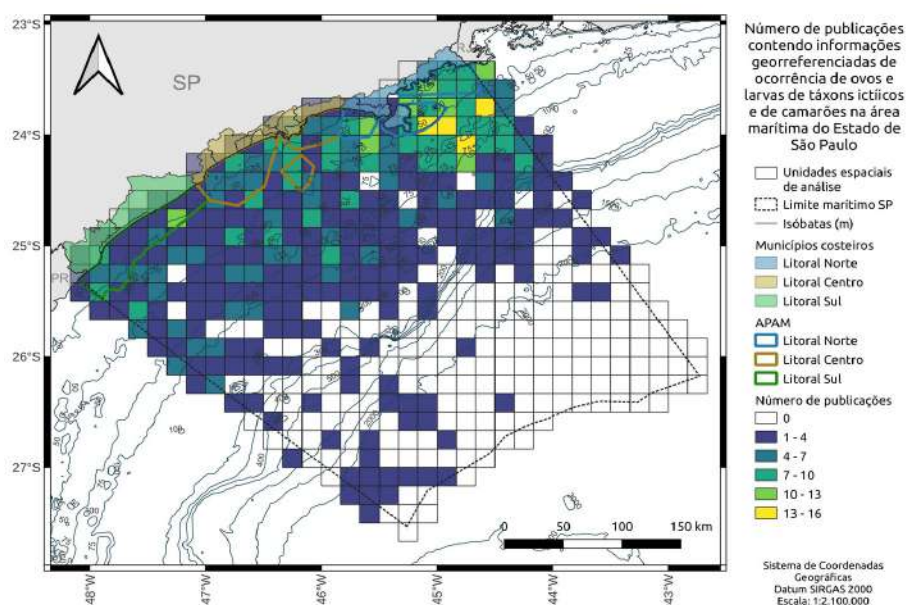 23°S
24°S
25°S
26°S
27°S
SP
PR
RJ
48°W
47°W
46°W
45°W
44°W
43°W
0 50 100 150 km
Número de publicações
contendo informações
georreferenciadas de
ocorrência de ovos e
larvas de táxons ictíicos
e de camarões na área
marítima do Estado de
São Paulo
Unidades espaciais
de análise
Limite marítimo SP
Isóbatas (m)
Municípios costeiros
Litoral Norte
Litoral Centro
Litoral Sul
APAM
Litoral Norte
Litoral Centro
Litoral Sul
Número de publicações
0
1 - 4
4 - 7
7 - 10
10 - 13
13 - 16
Sistema de Coordenadas
Geográficas
Datum SIRGAS 2000
Escala: 1:2.100.000